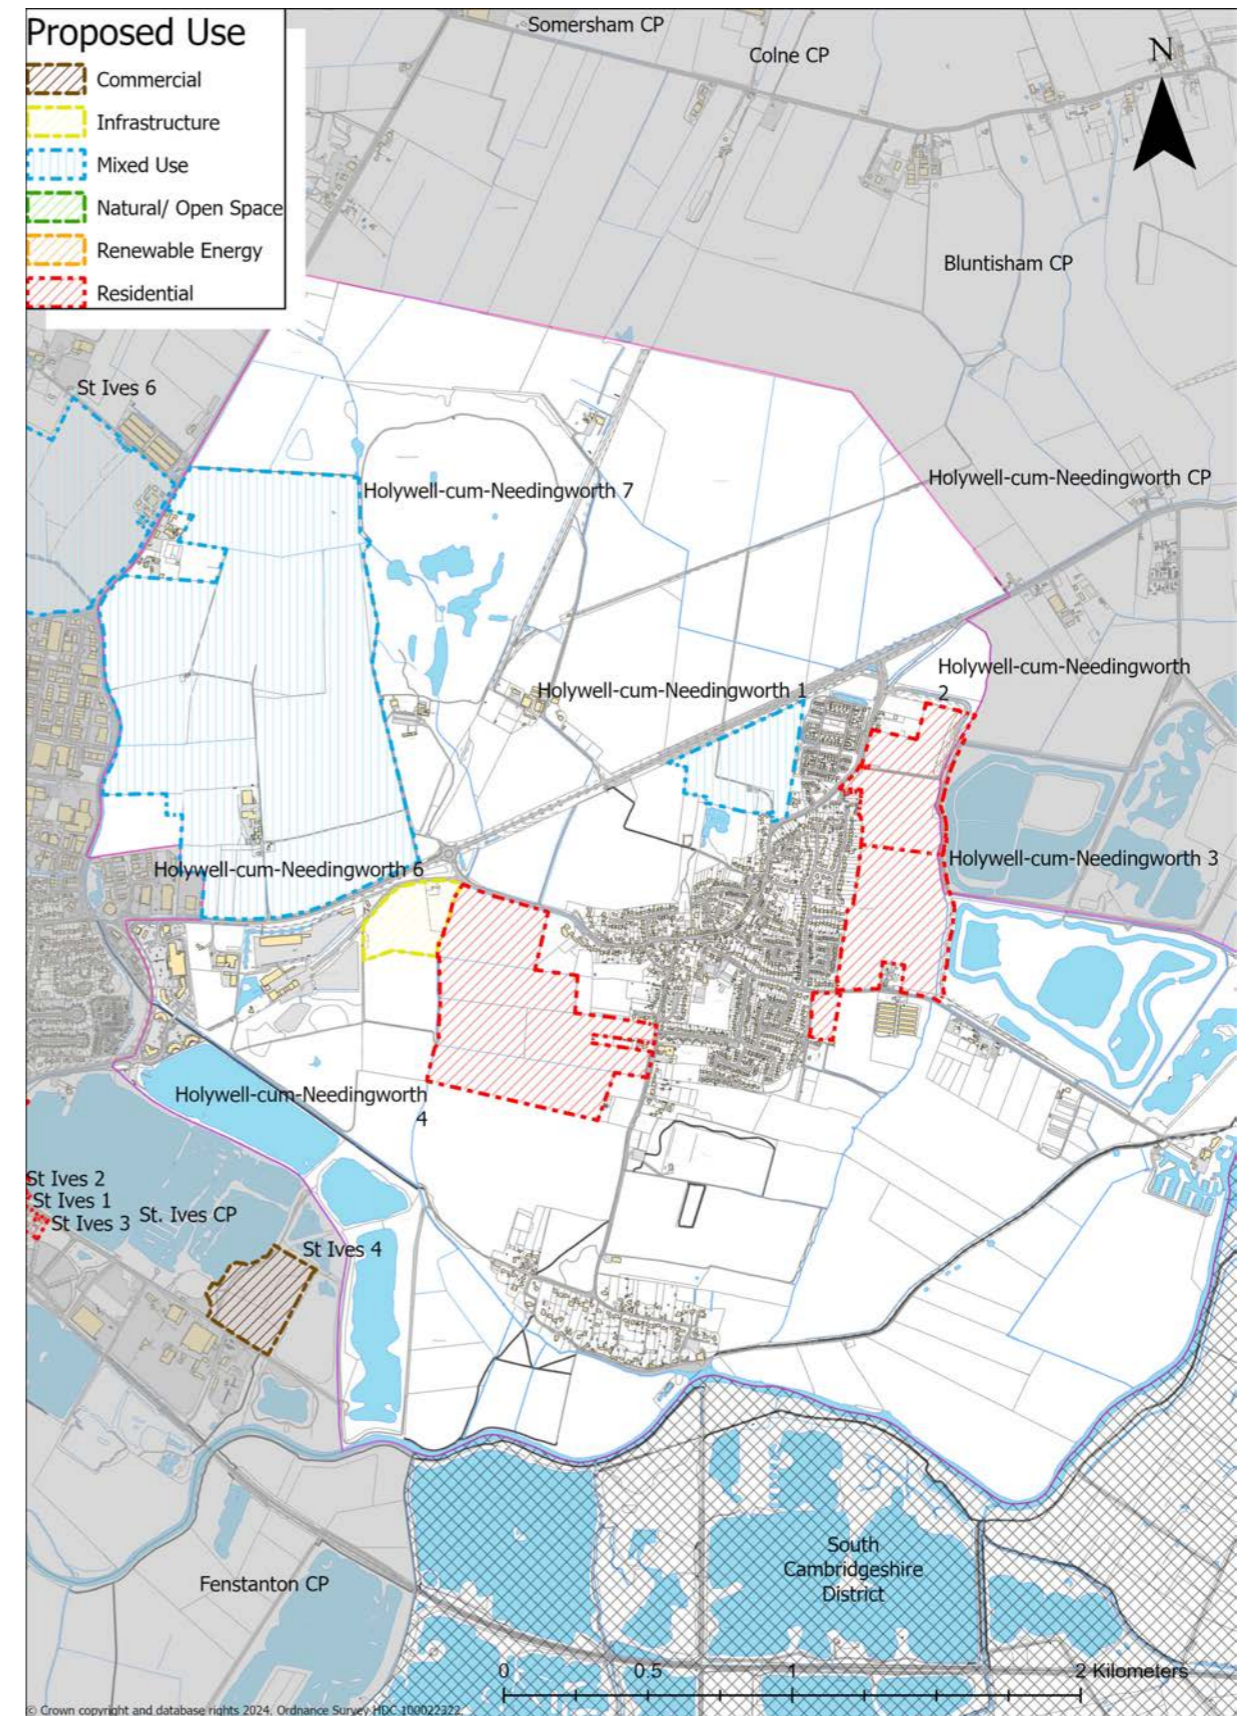 Proposed Use
Commercial
Infrastructure
Mixed Use
Natural/ Open Space
Renewable Energy
Residential
Somersham CP
Colne CP
N
Bluntisham CP
St Ives 6
Holywell-cum-Needingworth 7
Holywell-cum-Needingworth CP
Holywell-cum-Needingworth 1
Holywell-cum-Needingworth
2
Holywell-cum-Needingworth 6
Holywell-cum-Needingworth 3
Holywell-cum-Needingworth
4
St Ives 2
St Ives 1
St Ives 3
St. Ives CP
St Ives 4
South
Cambridgeshire
District
Fenstanton CP
0 0.5 1 2 Kilometers
© Crown copyright and database rights 2024. Ordnance Survey HDC 100022322.